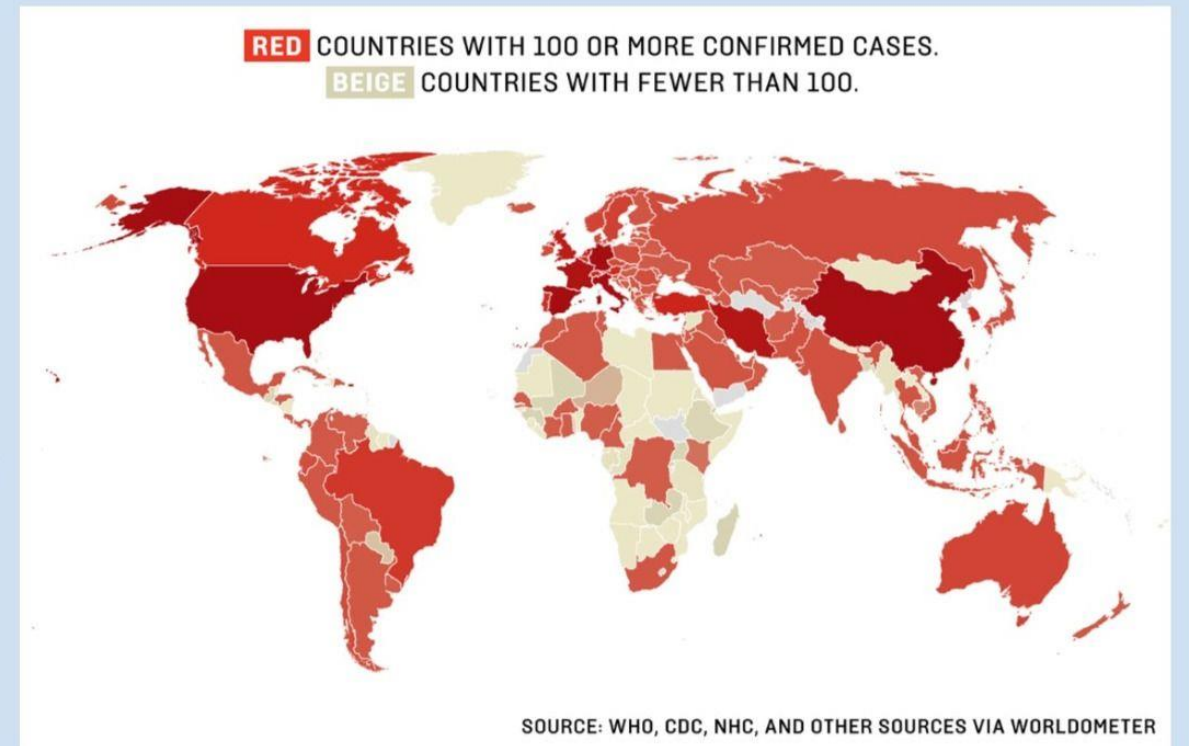 RED COUNTRIES WITH 100 OR MORE CONFIRMED CASES.
BEIGE COUNTRIES WITH FEWER THAN 100.
SOURCE: WHO, CDC, NHC, AND OTHER SOURCES VIA WORLDOMETER